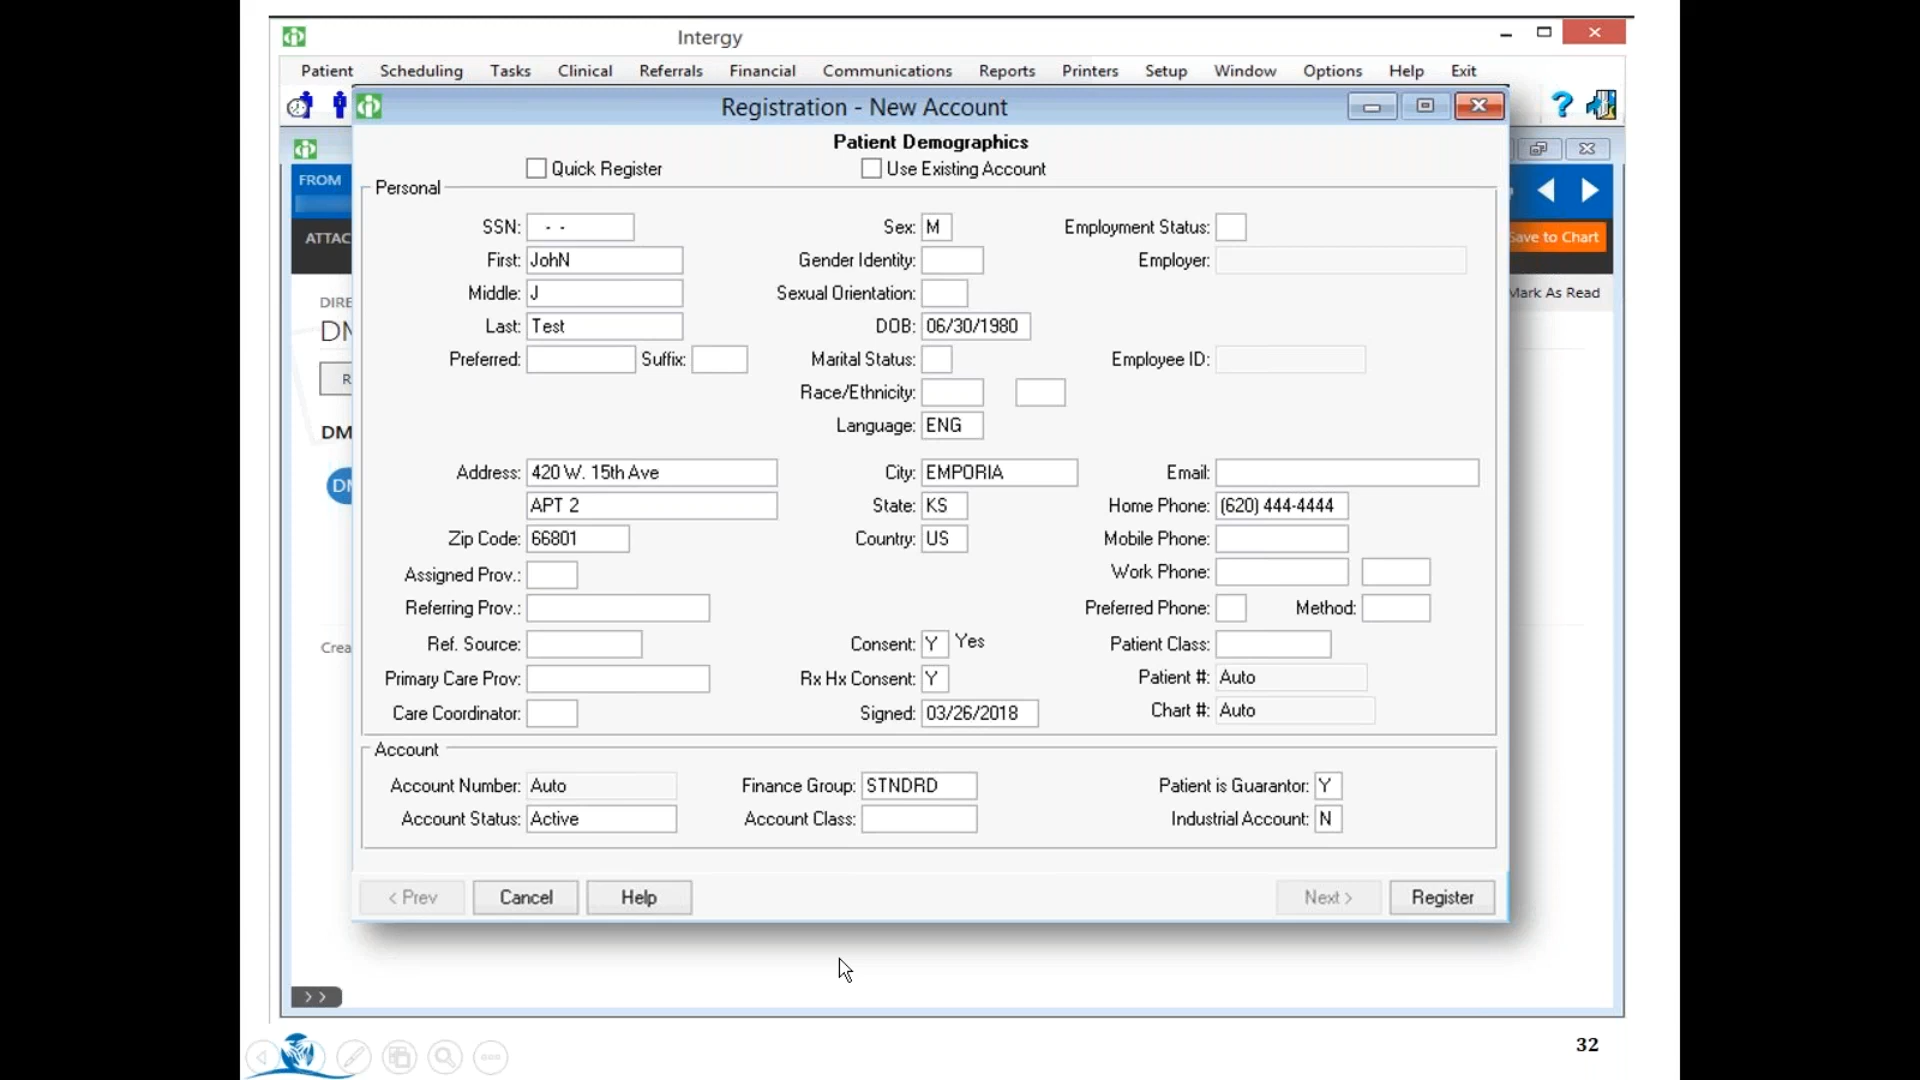 Intergy
Patient Scheduling Tasks Clinical Referrals Financial Communications Reports Printers Setup Window Options Help Exit
Registration - New Account
Patient Demographics
Quick Register Use Existing Account
FROM
Personal
SSN: - - Sex: M Employment Status:
ATTAC Save to Chart
First: JohN Gender Identity: Employer:
Middle: J Sexual Orientation: Mark As Read
DIRE
Last: Test DOB: 06/30/1980
DM
Preferred: Suffix: Marital Status: Employee ID:
R
Race/Ethnicity:
Language: ENG
DM
Address: 420 W. 15th Ave City: EMPORIA Email:
DM
APT 2 State: KS Home Phone: (620) 444-4444
Zip Code: 66801 Country: US Mobile Phone:
Assigned Prov.: Work Phone:
Referring Prov.: Preferred Phone: Method:
Ref. Source: Consent: Y Yes Patient Class:
Crea
Primary Care Prov: Rx Hx Consent: Y Patient #: Auto
Care Coordinator: Signed: 03/26/2018 Chart #: Auto
Account
Account Number: Auto Finance Group: STNDRD Patient is Guarantor: Y
Account Status: Active Account Class: Industrial Account: N
< Prev Cancel Help Next > Register
> >
32